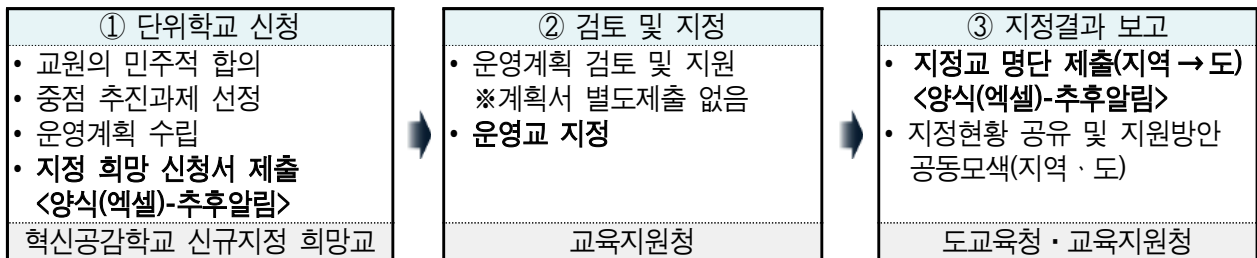 ① 단위학교 신청
• 교원의 민주적 합의
• 중점 추진과제 선정
• 운영계획 수립
• 지정 희망 신청서 제출
<양식(엑셀)-추후알림>
혁신공감학교 신규지정 희망교
② 검토 및 지정
• 운영계획 검토 및 지원
※계획서 별도제출 없음
• 운영교 지정
교육지원청
③ 지정결과 보고
• 지정교 명단 제출(지역→도)
<양식(엑셀)-추후알림>
• 지정현황 공유 및 지원방안
공동모색(지역ㆍ도)
도교육청・교육지원청